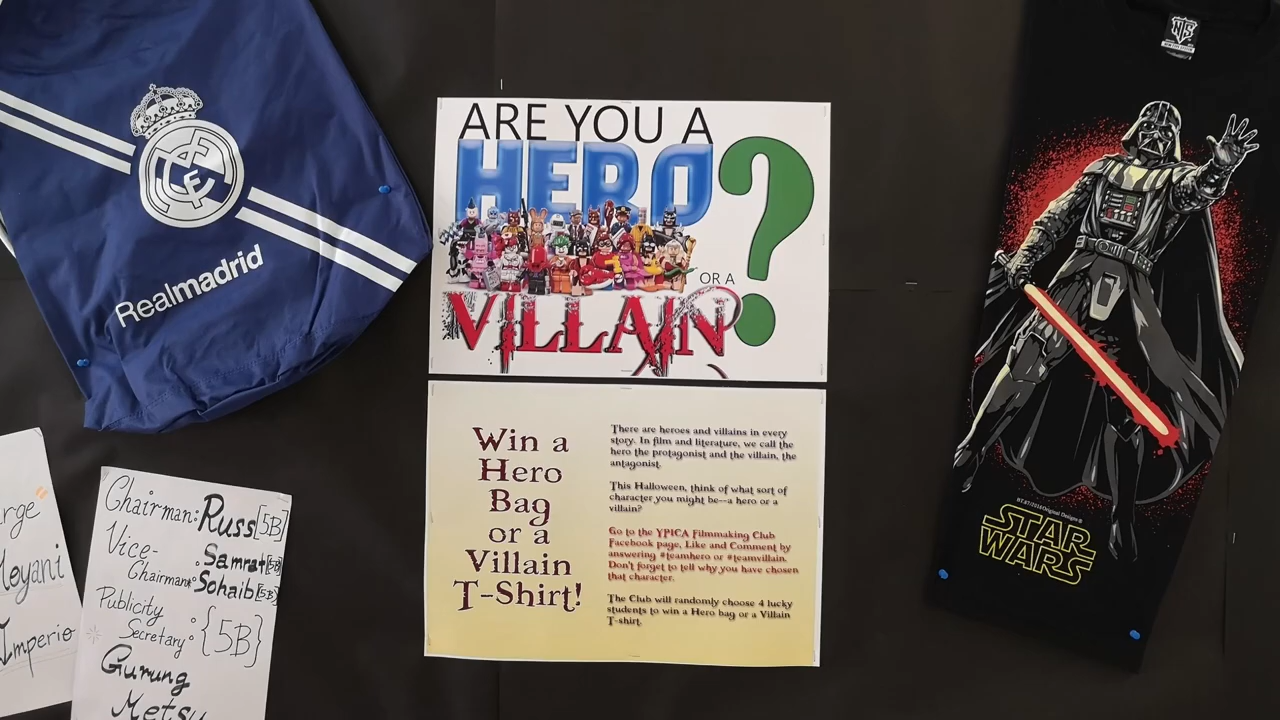 Realmadrid
ARE YOU A
HERO
?
OR A
VILLAIN
Win a
Hero
Bag
or a
Villain
T-Shirt!
There are heroes and villains in every
story. In film and literature, we call the
hero the protagonist and the villain, the
antagonist.
This Halloween, think of what sort of
character you might be--a hero or a
villain?
Go to the YPICA Filmmaking Club
Facebook page, Like and Comment by
answering #teamhero or #teamvillain.
Don't forget to tell why you have chosen
that character.
The Club will randomly choose 4 lucky
students to win a Hero bag or a Villain
T-shirt.
STAR
WARS
Imperio
Chairman: Russ[5B]
Vice-
Chairman: Samrat[5B]
Sohaib[5B]
Publicity
Secretary: {5B}
Gurung
Metsu